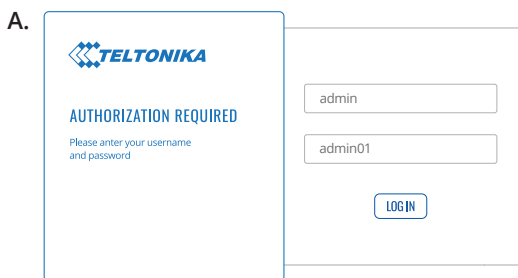 A.
TELTONIKA
AUTHORIZATION REQUIRED
Please anter your username
and password
admin
admin01
LOG IN